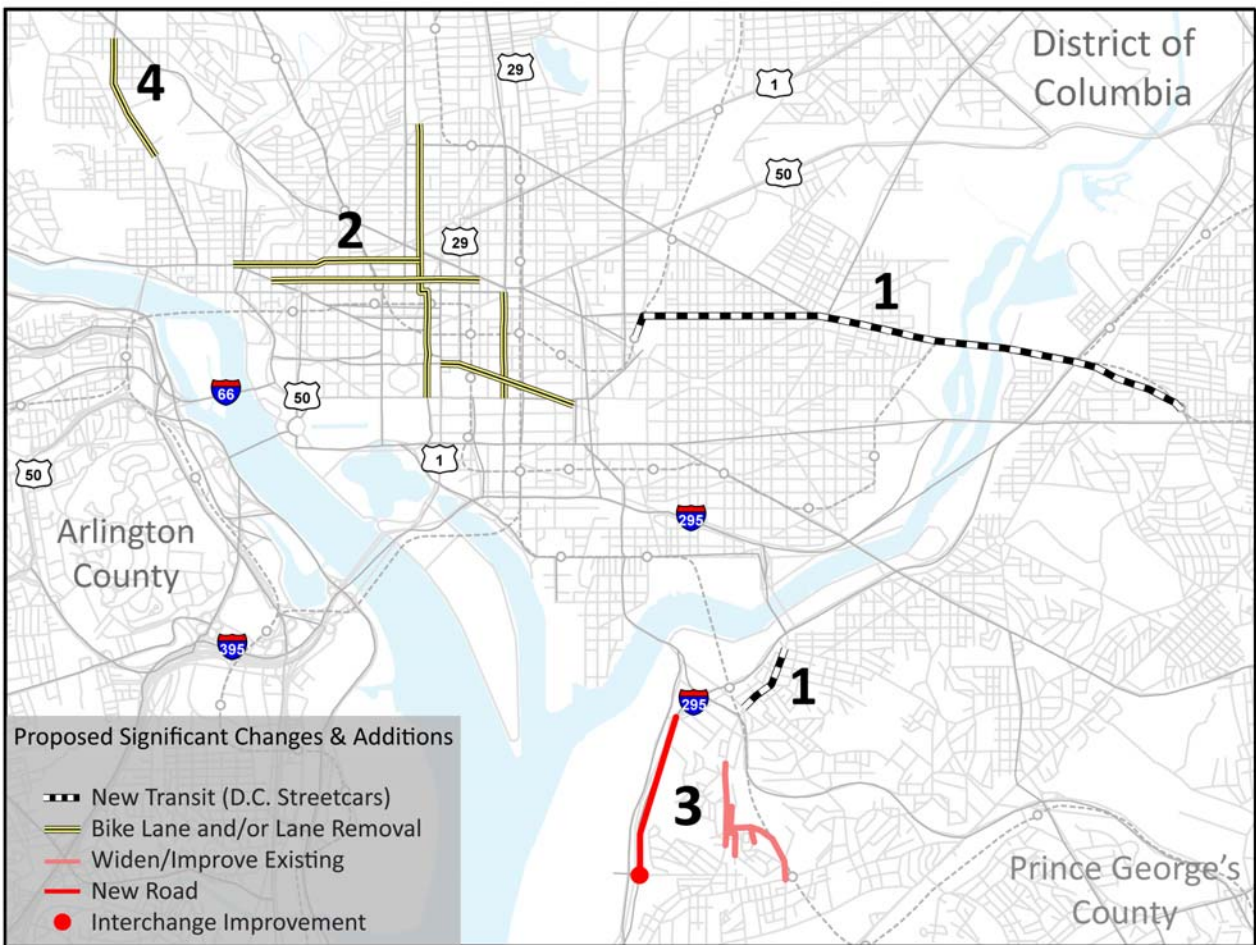 District of
Columbia
4
29
1
50
2
29
1
66
50
50
1
295
Arlington
County
395
1
295
3
Proposed Significant Changes & Additions
New Transit (D.C. Streetcars)
Bike Lane and/or Lane Removal
Widen/Improve Existing
New Road
Interchange Improvement
Prince George's
County